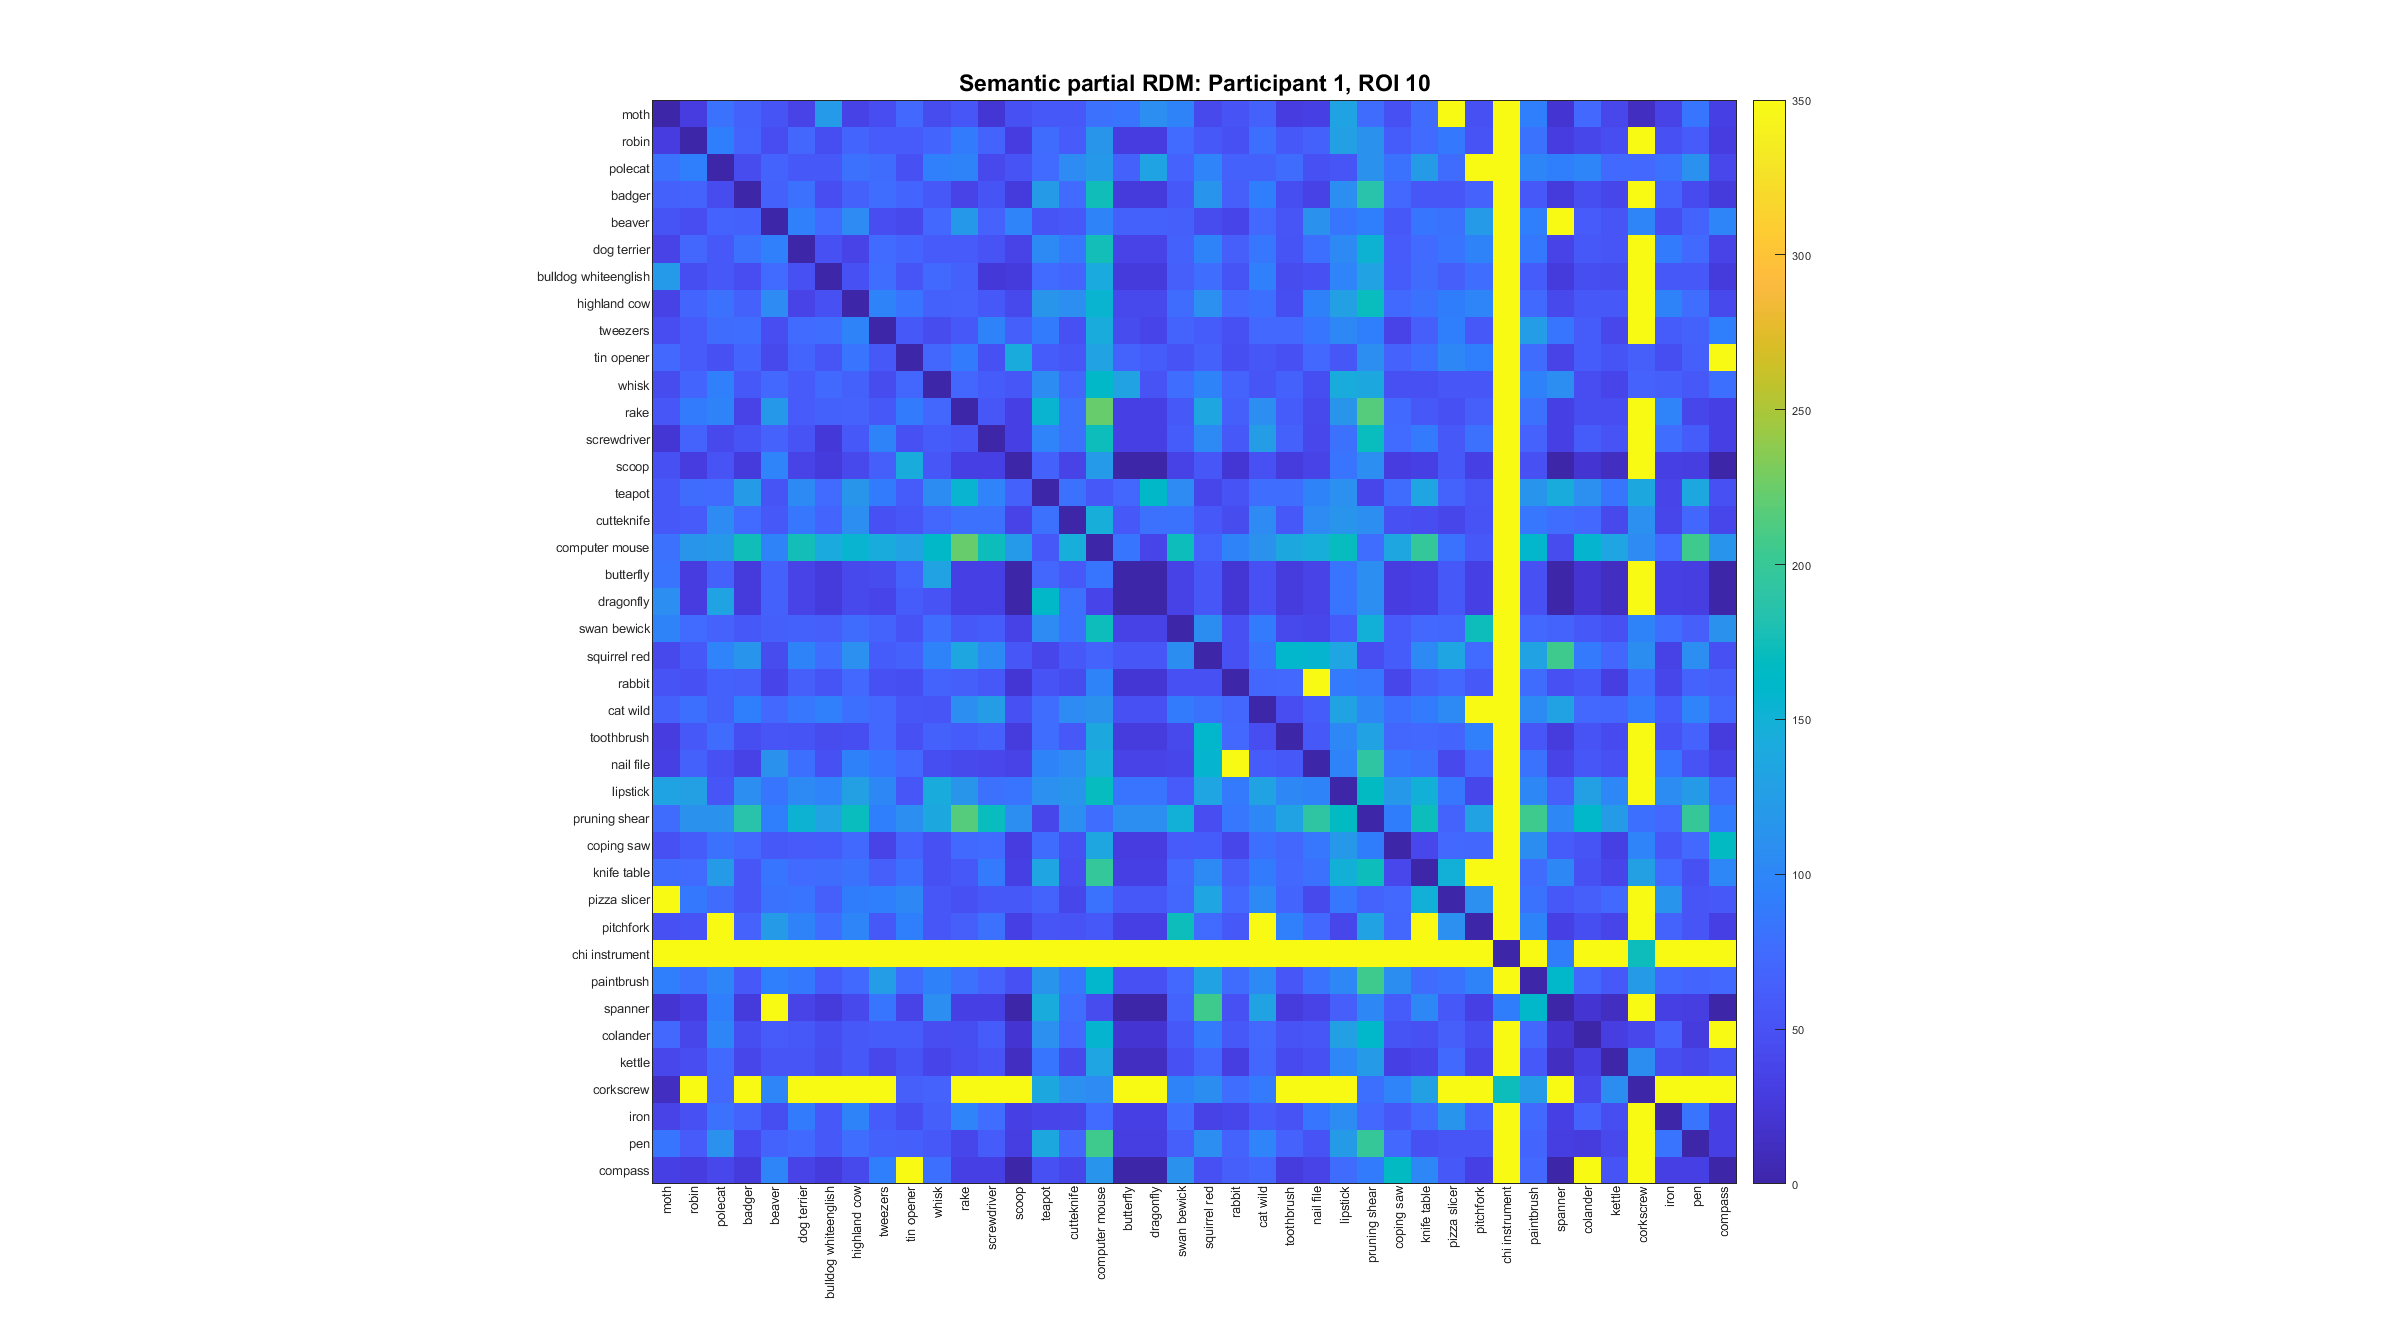 Semantic partial RDM: Participant 1, ROI 10
moth
robin
polecat
badger
beaver
dog terrier
bulldog whiteenglish
highland cow
tweezers
tin opener
whisk
rake
screwdriver
scoop
teapot
cutteknife
computer mouse
butterfly
dragonfly
swan bewick
squirrel red
rabbit
cat wild
toothbrush
nail file
lipstick
pruning shear
coping saw
knife table
pizza slicer
pitchfork
chi instrument
paintbrush
spanner
colander
kettle
corkscrew
iron
pen
compass
moth
robin
polecat
badger
beaver
dog terrier
bulldog whiteenglish
highland cow
tweezers
tin opener
whisk
rake
screwdriver
scoop
teapot
cutteknife
computer mouse
butterfly
dragonfly
swan bewick
squirrel red
rabbit
cat wild
toothbrush
nail file
lipstick
pruning shear
coping saw
knife table
pizza slicer
pitchfork
chi instrument
paintbrush
spanner
colander
kettle
corkscrew
iron
pen
compass
350
300
250
200
150
100
50
0